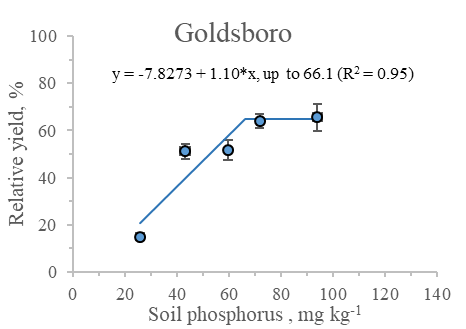 Goldsboro
y = -7.8273 + 1.10*x, up to 66.1 (R² = 0.95)
Relative yield, %
100
80
60
40
20
0
0 20 40 60 80 100 120 140
Soil phosphorus , mg kg⁻¹